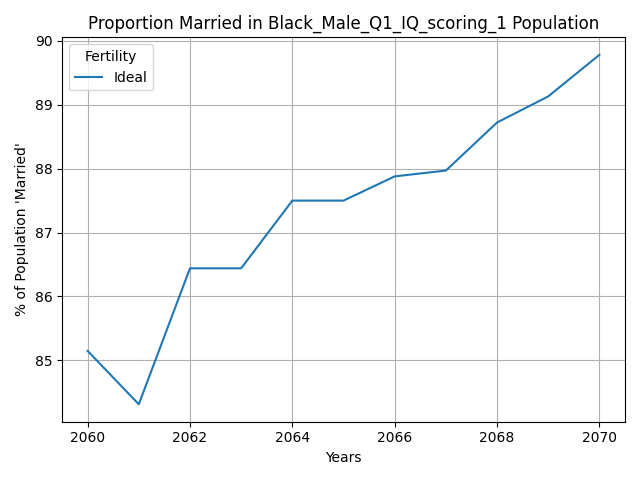 Proportion Married in Black_Male_Q1_IQ_scoring_1 Population
90
89
88
87
86
85
% of Population 'Married'
Fertility
Ideal
2060 2062 2064 2066 2068 2070
Years